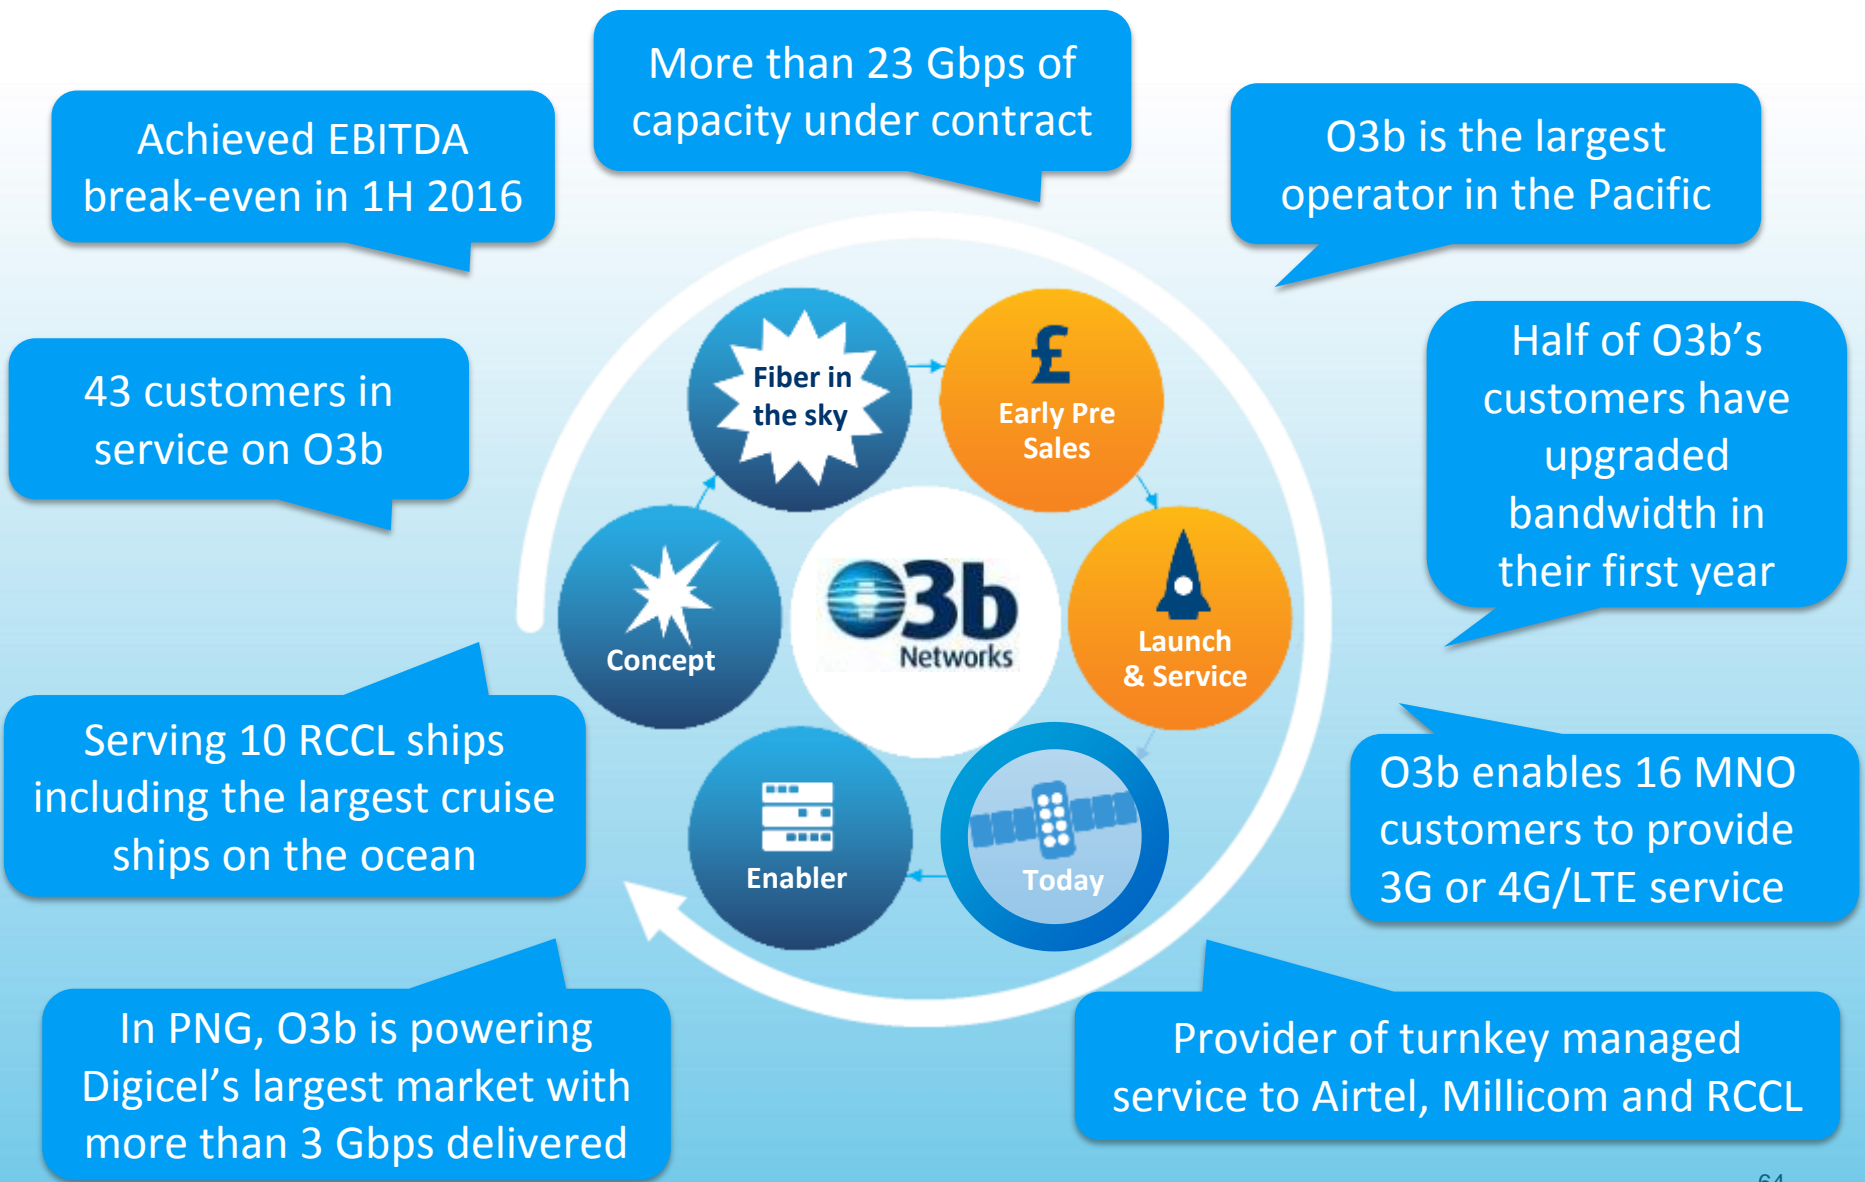 More than 23 Gbps of
capacity under contract
Achieved EBITDA
break-even in 1H 2016
O3b is the largest
operator in the Pacific
43 customers in
service on O3b
Half of O3b’s
customers have
upgraded
bandwidth in
their first year
Fiber in
the sky
£
Early Pre
Sales
Concept
O3b
Networks
Launch
& Service
Enabler
Today
Serving 10 RCCL ships
including the largest cruise
ships on the ocean
O3b enables 16 MNO
customers to provide
3G or 4G/LTE service
In PNG, O3b is powering
Digicel’s largest market with
more than 3 Gbps delivered
Provider of turnkey managed
service to Airtel, Millicom and RCCL
64